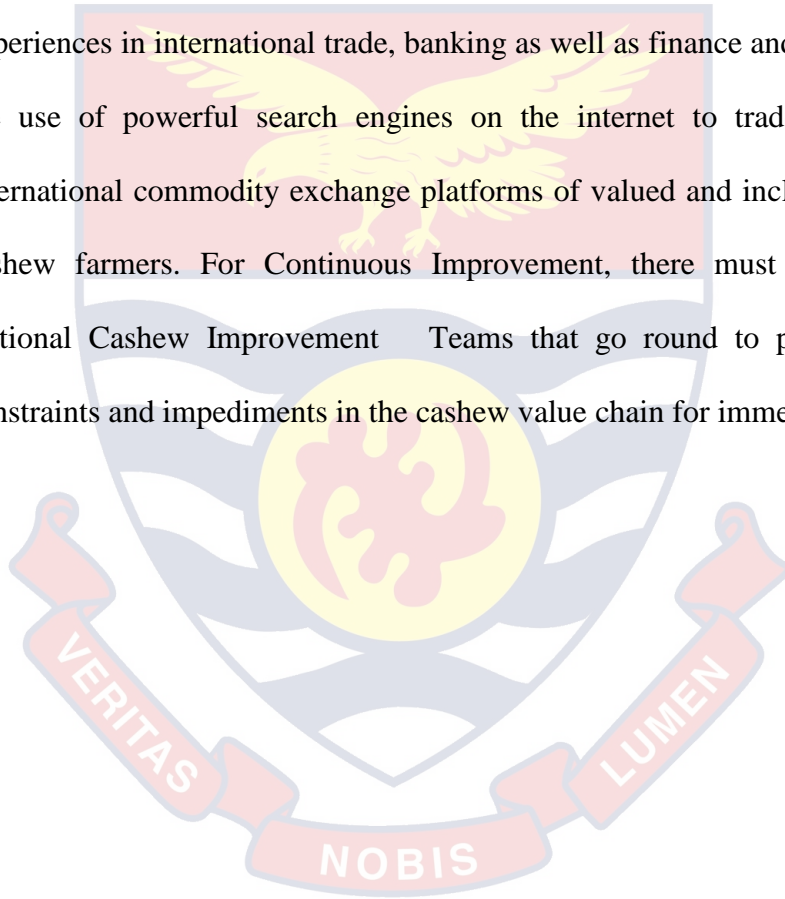 periences in international trade, banking as well as finance and
use of powerful search engines on the internet to trad
ernational commodity exchange platforms of valued and incl
shew farmers. For Continuous Improvement, there must
tional Cashew Improvement Teams that go round to p
nstraints and impediments in the cashew value chain for imme
VERITAS
NOBIS
LUMEN